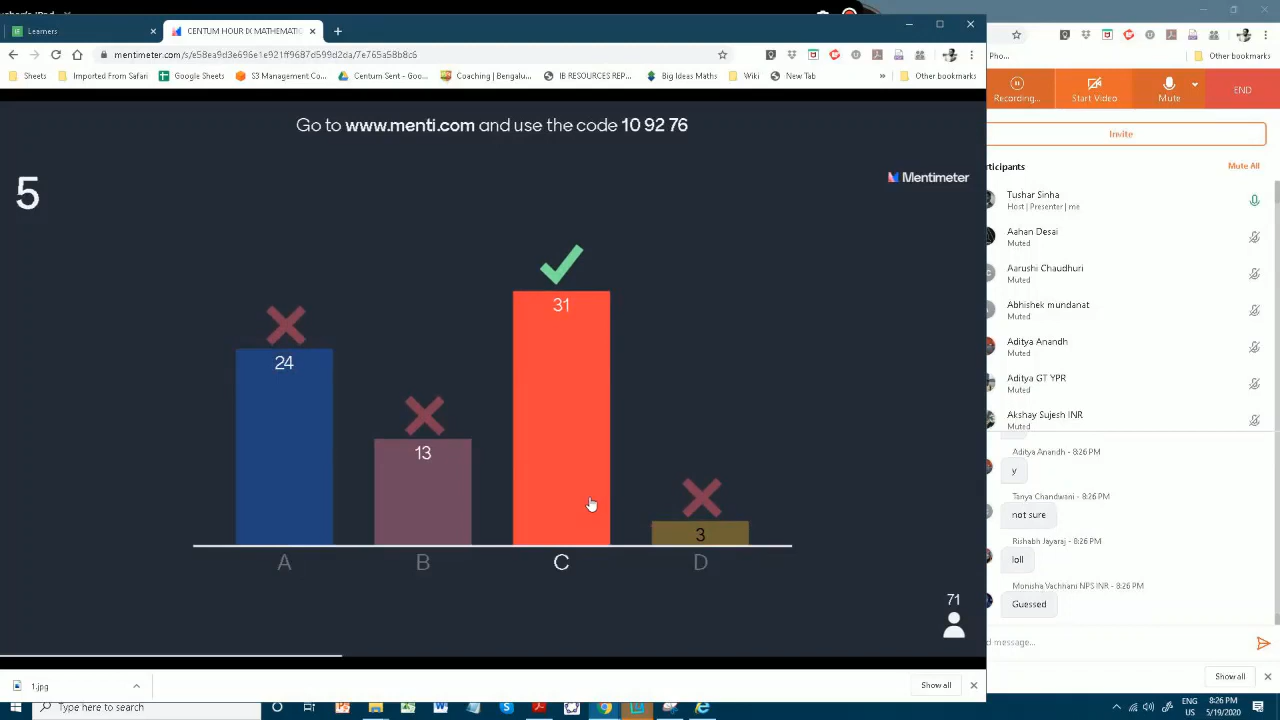 Learners
CENTUM HOUR IX MATHEMATIC
mentimeter.com/s/e58ea9d3e696e1e921ff9687d599d2da/7e765a58b8c6
Sheets
Imported From Safari
Google Sheets
S3 Management Co...
Centum Sent - Goo...
Coaching | Bengalu...
IB RESOURCES REP...
Big Ideas Maths
Wiki
New Tab
Other bookmarks
Pho...
Other bookmarks
Recording...
Start Video
Mute
END
Go to www.menti.com and use the code 10 92 76
Invite
Mentimeter
5
rticipants
Mute All
Tushar Sinha
Host | Presenter | me
Aahan Desai
Muted
Aarushi Chaudhuri
Muted
Abhishek mundanat
Muted
Aditya Anandh
Muted
Aditya GT YPR
Muted
Akshay Sujesh INR
Muted
24
13
31
3
A
B
C
D
71
Aditya Anandh - 8:26 PM
y
Tanya Chandwani - 8:26 PM
not sure
Rishabh Jayaraj - 8:26 PM
loll
Monisha Vachhani NPS INR - 8:26 PM
Guessed
d message...
1.jpg
Show all
Show all
Type here to search
ENG
US
8:26 PM
5/19/2020